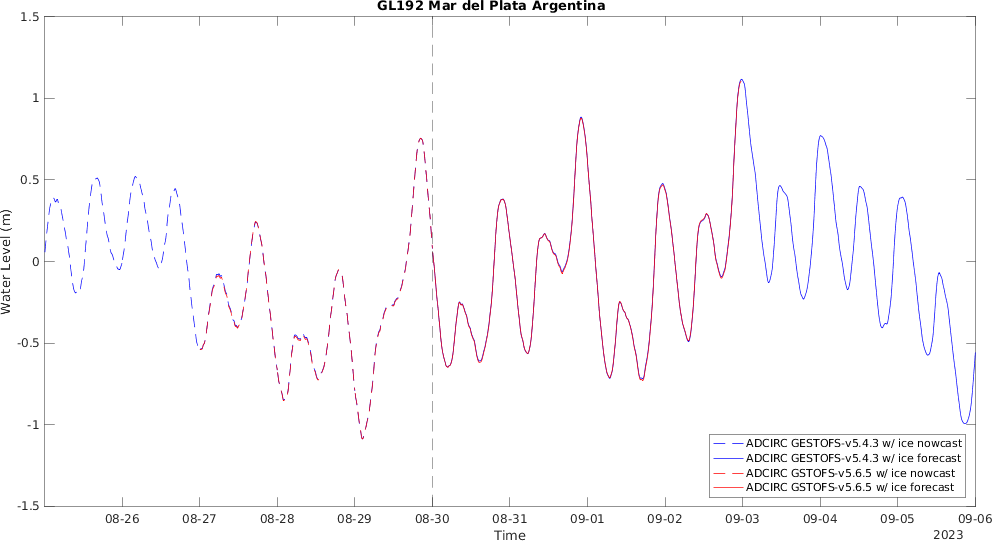 GL192 Mar del Plata Argentina
1.5
1
0.5
0
-0.5
-1
-1.5
Water Level (m)
ADCIRC GESTOFS-v5.4.3 w/ ice nowcast
ADCIRC GESTOFS-v5.4.3 w/ ice forecast
ADCIRC GSTOFS-v5.6.5 w/ ice nowcast
ADCIRC GSTOFS-v5.6.5 w/ ice forecast
08-26 08-27 08-28 08-29 08-30 08-31 09-01 09-02 09-03 09-04 09-05 09-06
Time
2023